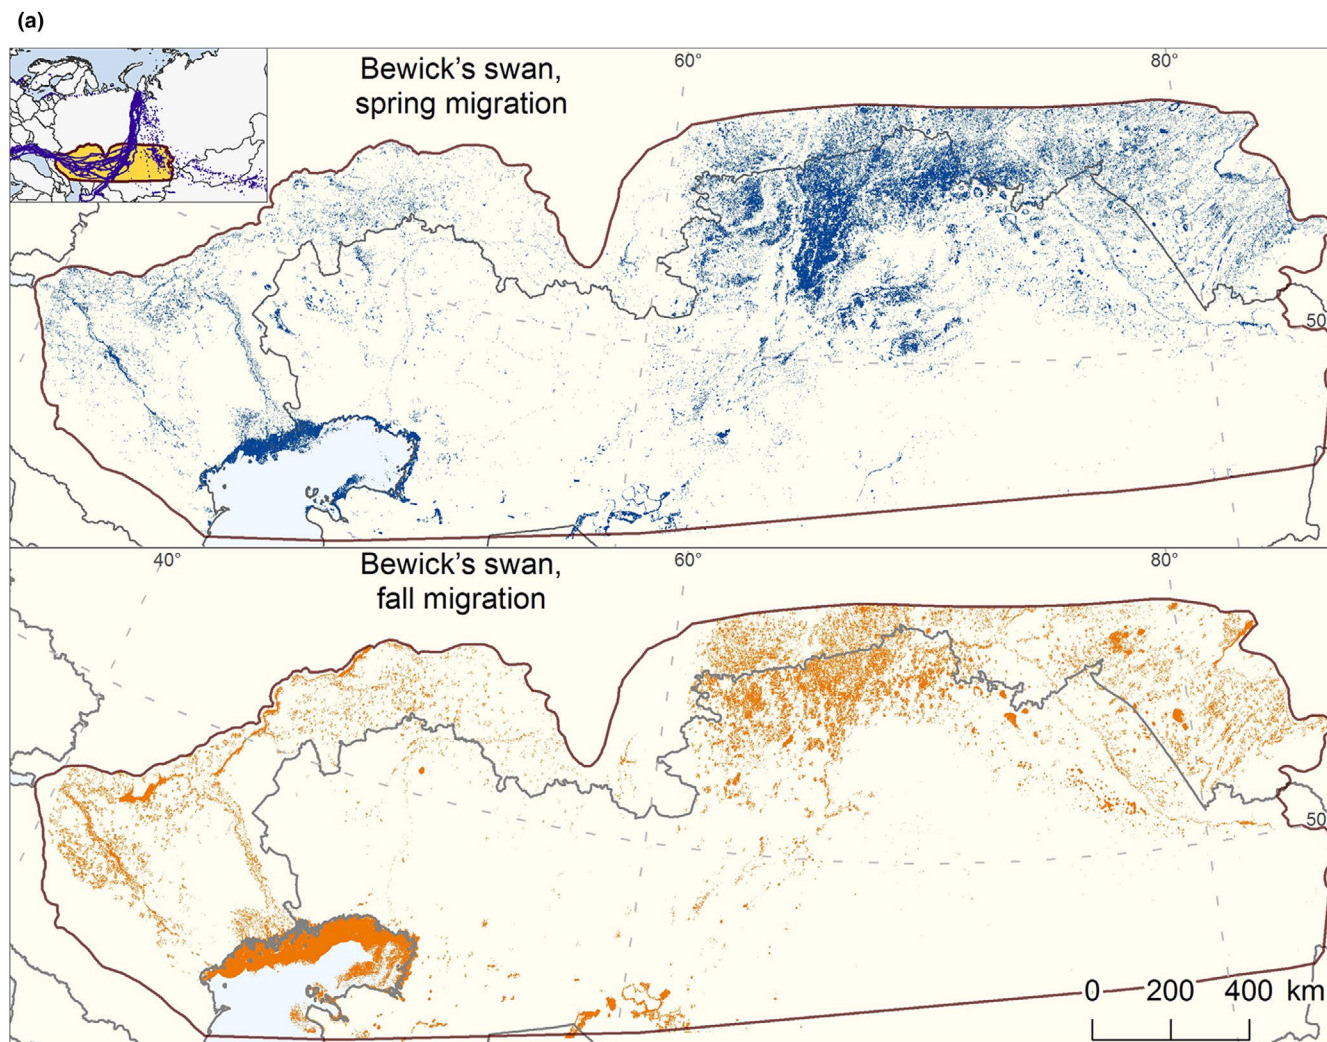 (a)
Bewick's swan,
spring migration
60°
80°
50
40°
Bewick's swan,
fall migration
60°
80°
50
0 200 400 km